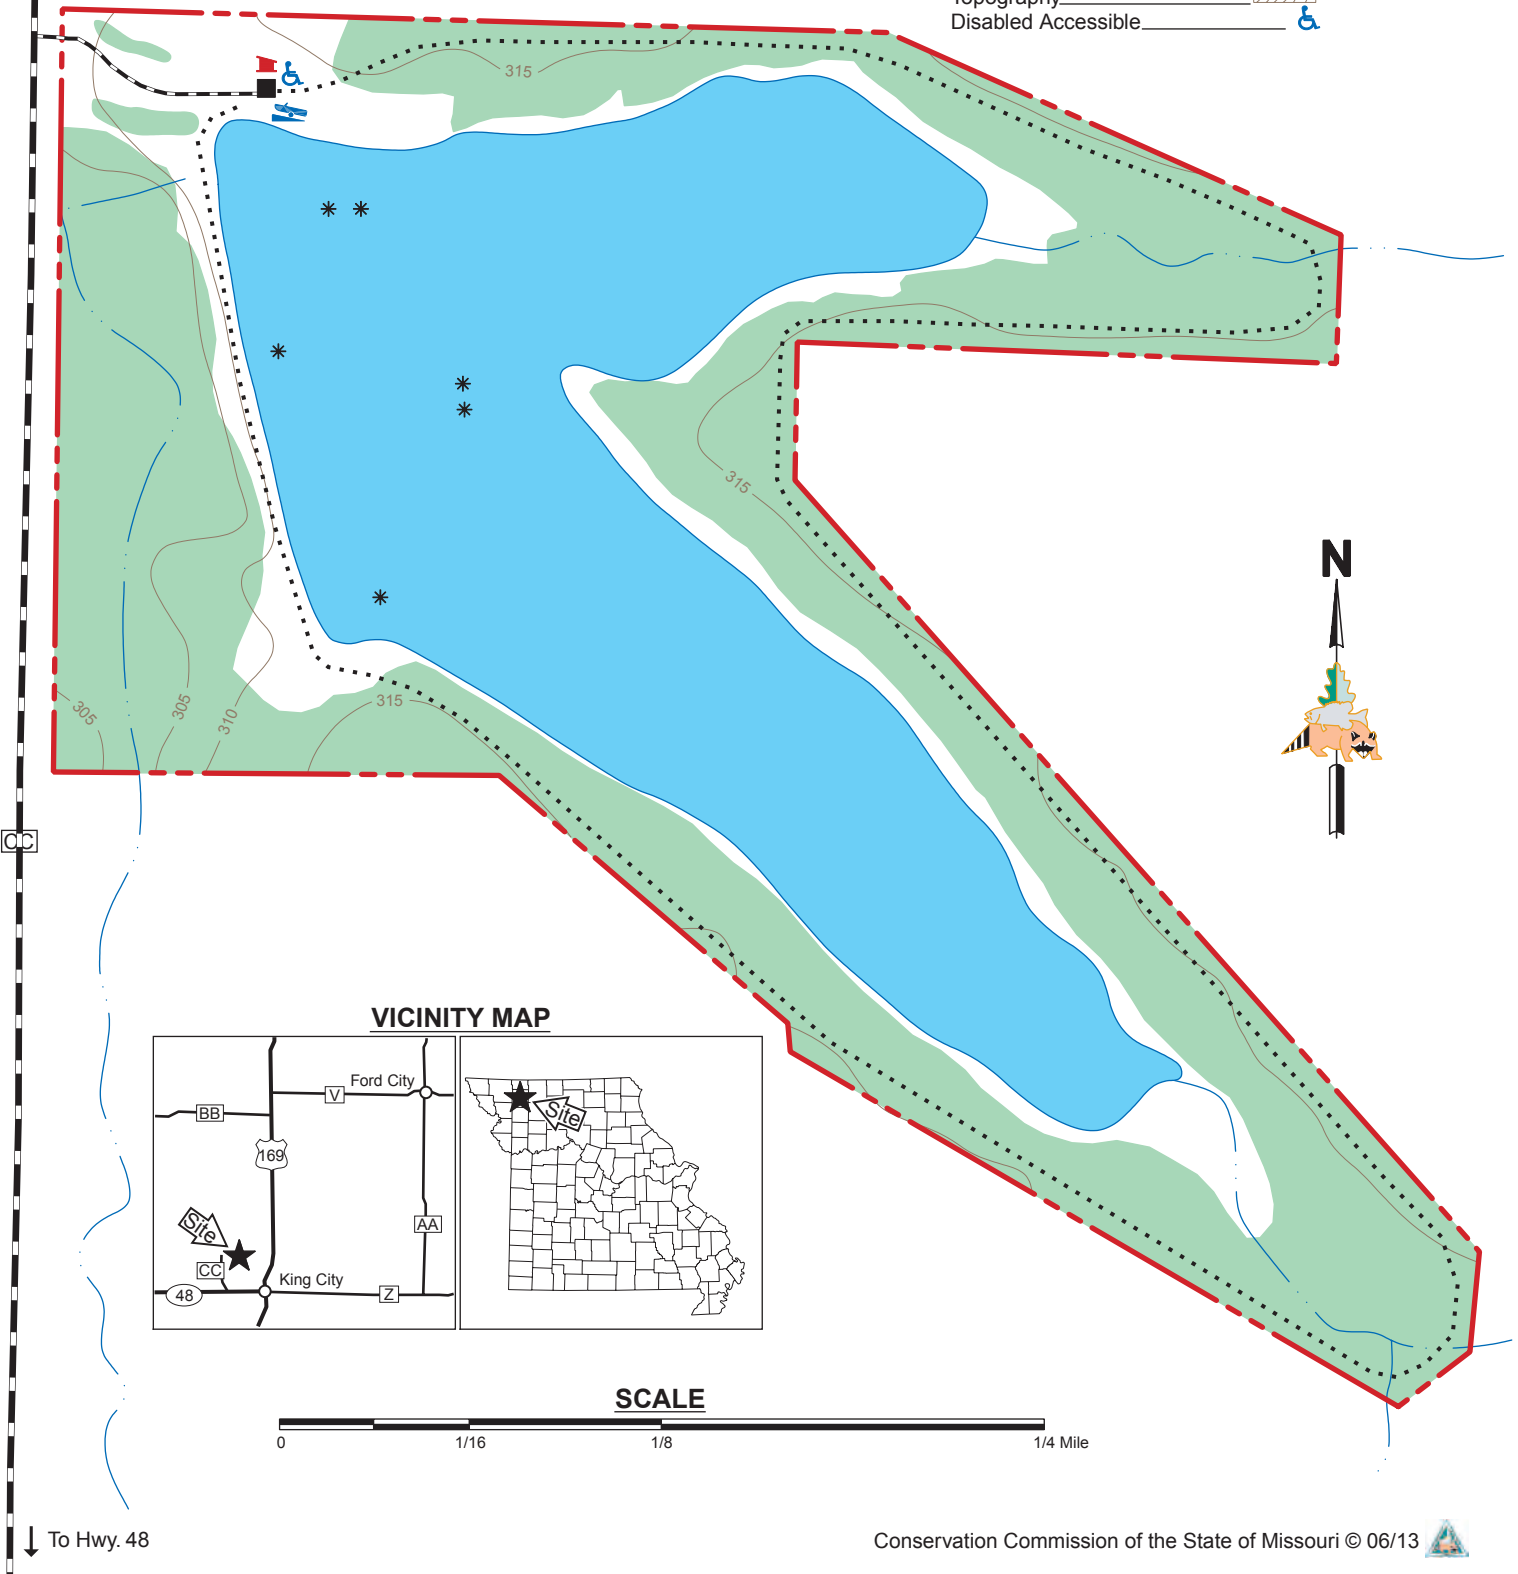 Topography
Disabled Accessible
315
315
N
305
305
310
315
CC
VICINITY MAP
Ford City
V
BB
169
Site
AA
Site
CC
King City
48
Z
SCALE
0 1/16 1/8 1/4 Mile
To Hwy. 48
Conservation Commission of the State of Missouri © 06/13